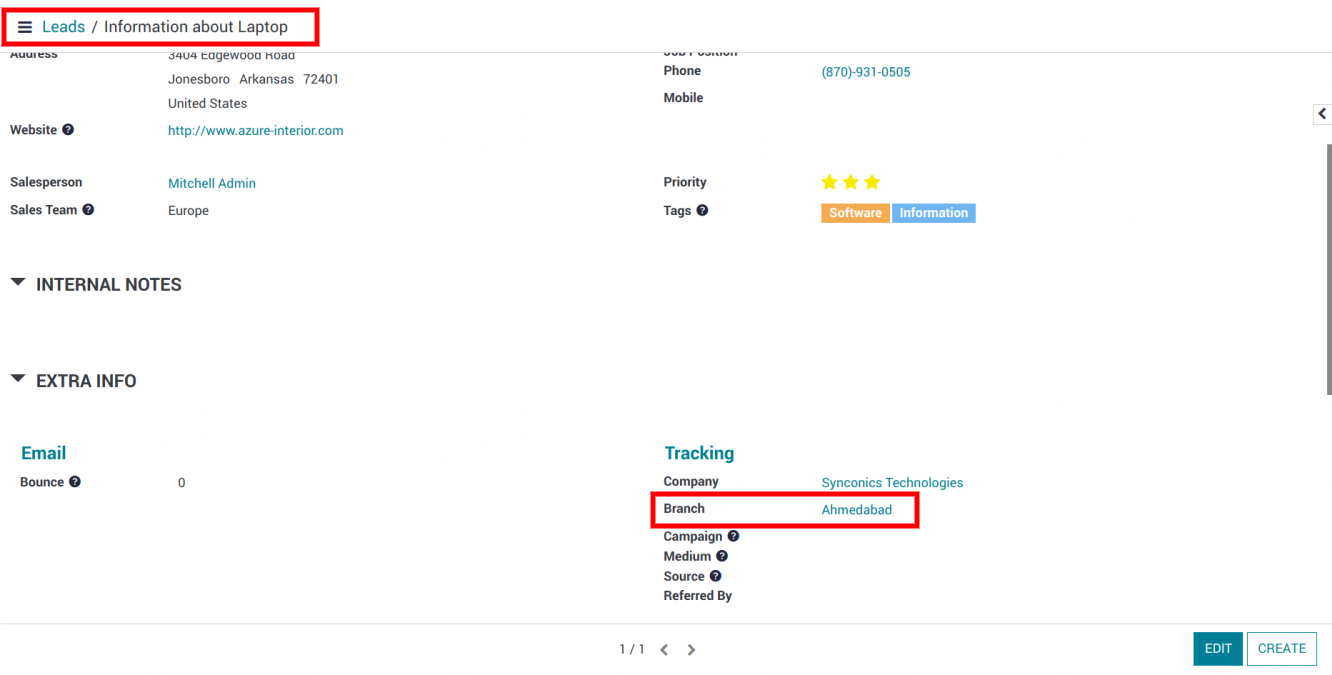 Leads / Information about Laptop
Address 3404 Edgewood Road Job Position
Jonesboro Arkansas 72401 Phone (870)-931-0505
United States Mobile
Website http://www.azure-interior.com
Salesperson Mitchell Admin Priority
Sales Team Europe Tags Software Information
INTERNAL NOTES
EXTRA INFO
Email Tracking
Bounce 0 Company Synconics Technologies
Branch Ahmedabad
Campaign
Medium
Source
Referred By
1 / 1
EDIT CREATE